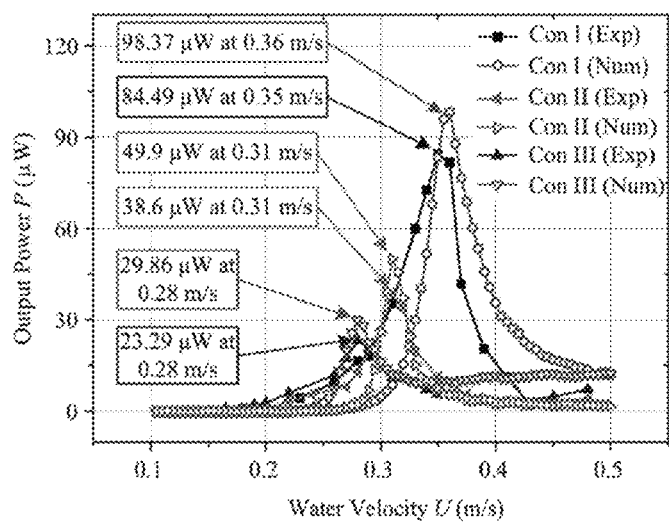 120
90
60
30
0
Output Power P (μW)
98.37 μW at 0.36 m/s
84.49 μW at 0.35 m/s
49.9 μW at 0.31 m/s
38.6 μW at 0.31 m/s
29.86 μW at
0.28 m/s
23.29 μW at
0.28 m/s
Con I (Exp)
Con I (Num)
Con II (Exp)
Con II (Num)
Con III (Exp)
Con III (Num)
0.1 0.2 0.3 0.4 0.5
Water Velocity U (m/s)